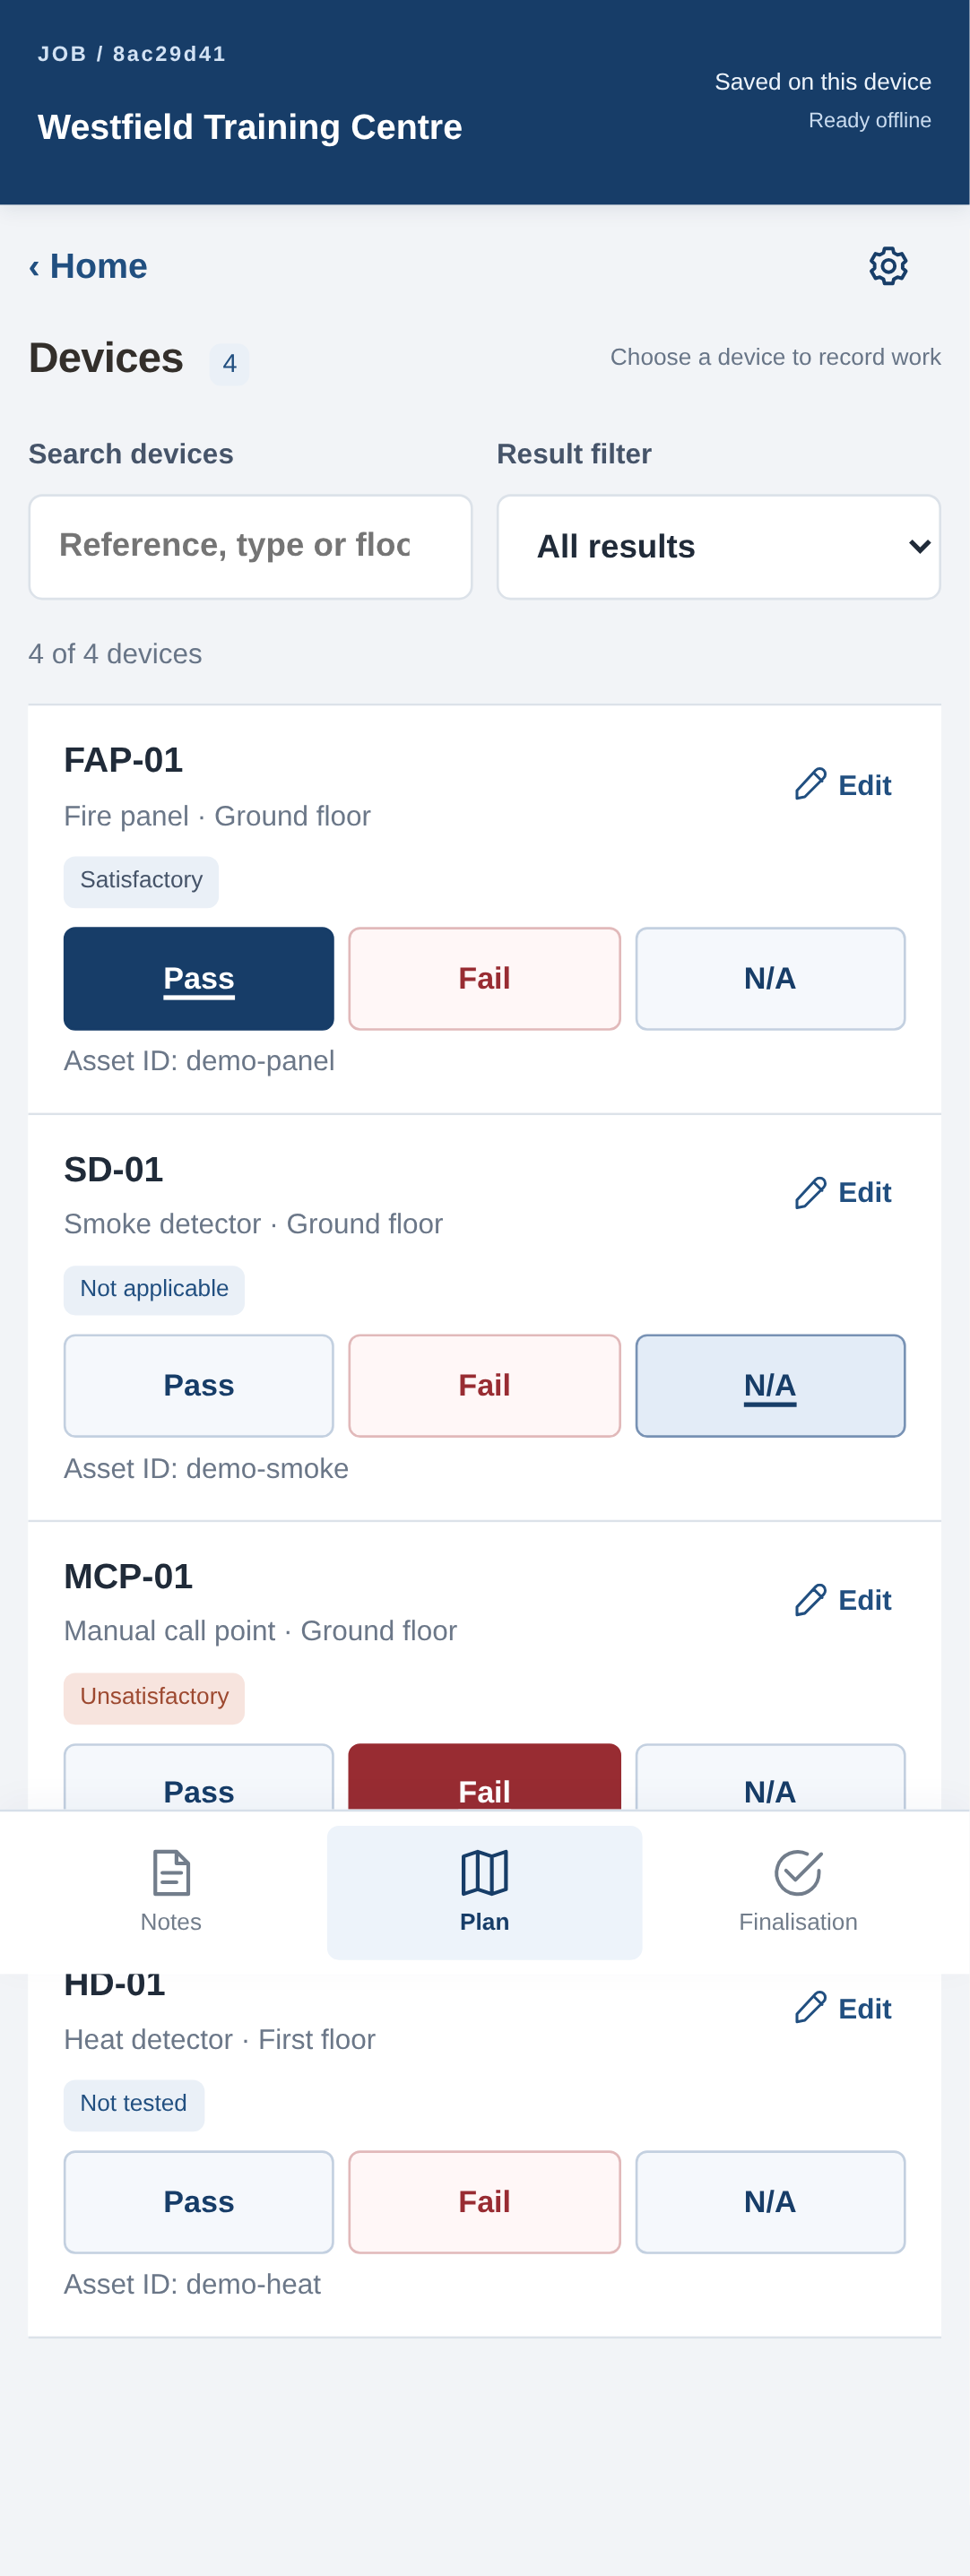 JOB / 8ac29d41
Westfield Training Centre
Saved on this device
Ready offline
‹ Home
Devices 4
Choose a device to record work
Search devices
Result filter
Reference, type or floo
All results
4 of 4 devices
FAP-01
Edit
Fire panel · Ground floor
Satisfactory
Pass Fail N/A
Asset ID: demo-panel
SD-01
Edit
Smoke detector · Ground floor
Not applicable
Pass Fail N/A
Asset ID: demo-smoke
MCP-01
Edit
Manual call point · Ground floor
Unsatisfactory
Pass Fail N/A
Notes Plan Finalisation
HD-01
Edit
Heat detector · First floor
Not tested
Pass Fail N/A
Asset ID: demo-heat